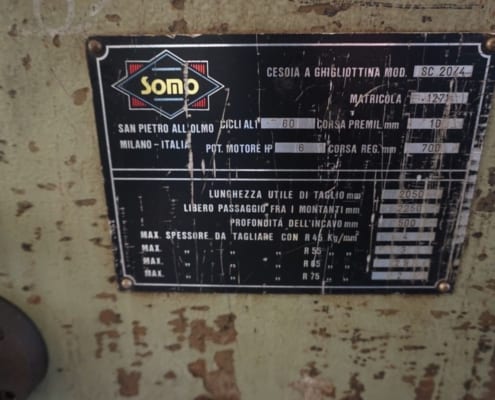 Somo
CESOIA A GHIGLIOTTINA MOD. SC 20/4
MATRICOLA 1271
SAN PIETRO ALL'OLMO CICLI AL 1' 60 CORSA PREMIL mm 10
MILANO - ITALIA POT. MOTORE HP 6 CORSA REG. mm 700
LUNGHEZZA UTILE DI TAGLIO mm 2050
LIBERO PASSAGGIO FRA I MONTANTI mm
PROFONDITÀ DELL'INCAVO mm
MAX. SPESSORE DA TAGLIARE CON R 45 Kg/mm²
MAX. " " " R 55 " "
MAX. " " " R 65 " "
MAX. " " " R 75 " "